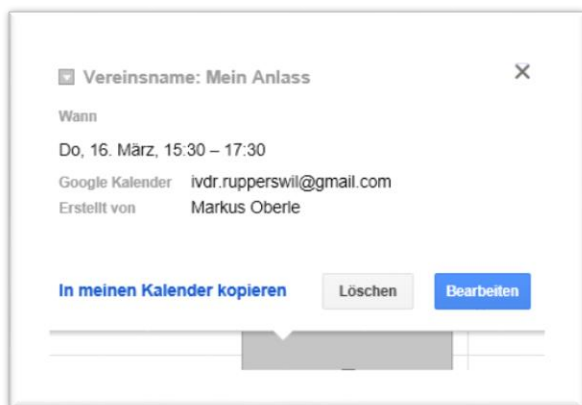 Vereinsname: Mein Anlass
Wann
Do, 16. März, 15:30 – 17:30
Google Kalender ivdr.rupperswil@gmail.com
Erstellt von Markus Oberle
In meinen Kalender kopieren Löschen Bearbeiten